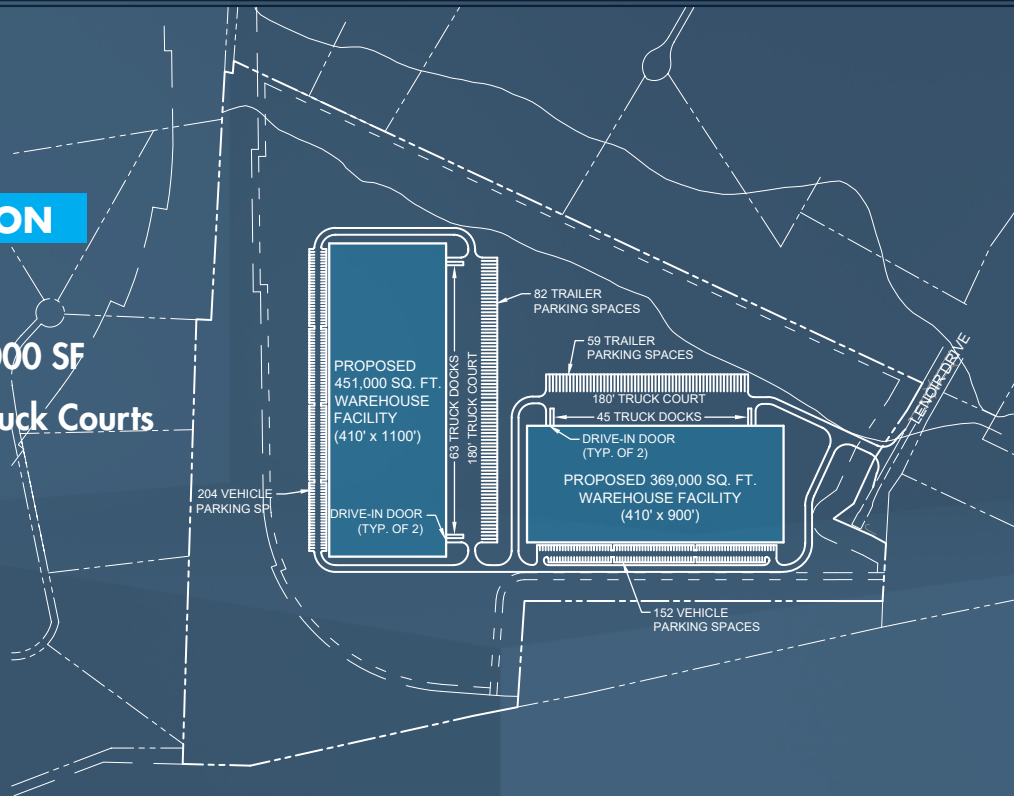 ON
000 SF
uck Courts
82 TRAILER
PARKING SPACES
59 TRAILER
PARKING SPACES
180' TRUCK COURT
45 TRUCK DOCKS
DRIVE-IN DOOR
(TYP. OF 2)
PROPOSED
451,000 SQ. FT.
WAREHOUSE
FACILITY
(410' x 1100')
63 TRUCK DOCKS
180' TRUCK COURT
PROPOSED 369,000 SQ. FT.
WAREHOUSE FACILITY
(410' x 900')
204 VEHICLE
PARKING SP.
DRIVE-IN DOOR
(TYP. OF 2)
152 VEHICLE
PARKING SPACES
LENOIR DRIVE